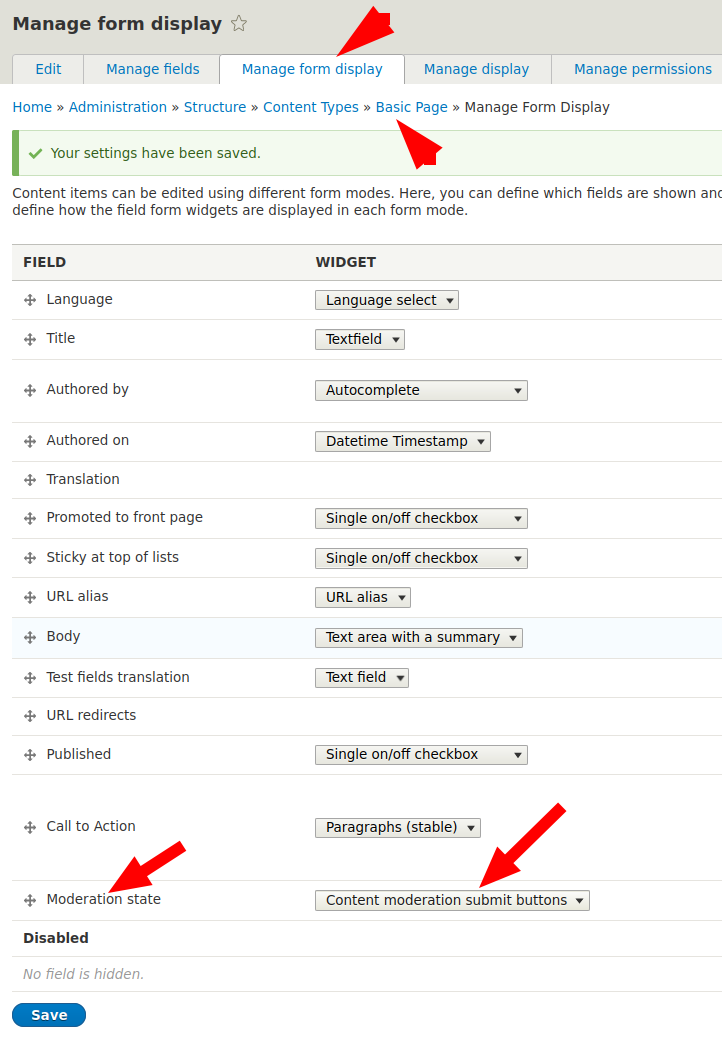 Manage form display
Edit Manage fields Manage form display Manage display Manage permissions
Home » Administration » Structure » Content Types » Basic Page » Manage Form Display
Your settings have been saved.
Content items can be edited using different form modes. Here, you can define which fields are shown and
define how the field form widgets are displayed in each form mode.
FIELD WIDGET
Language Language select
Title Textfield
Authored by Autocomplete
Authored on Datetime Timestamp
Translation
Promoted to front page Single on/off checkbox
Sticky at top of lists Single on/off checkbox
URL alias URL alias
Body Text area with a summary
Test fields translation Text field
URL redirects
Published Single on/off checkbox
Call to Action Paragraphs (stable)
Moderation state Content moderation submit buttons
Disabled
No field is hidden.
Save